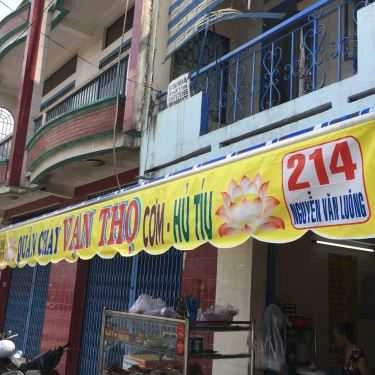 QUÁN CHAY VẠN THỌ CƠM - HỦ TÍU
214
NGUYỄN VĂN LUÔNG